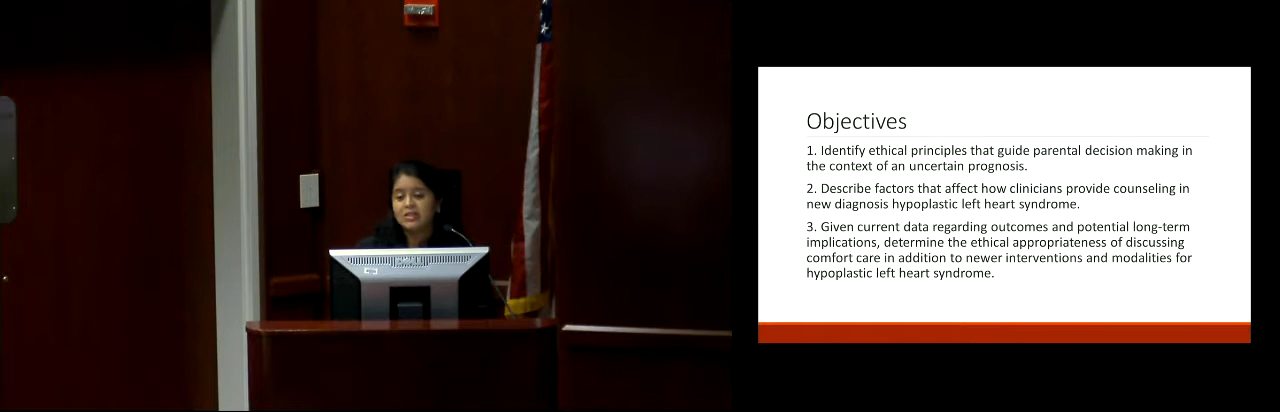 Objectives
1. Identify ethical principles that guide parental decision making in
the context of an uncertain prognosis.
2. Describe factors that affect how clinicians provide counseling in
new diagnosis hypoplastic left heart syndrome.
3. Given current data regarding outcomes and potential long-term
implications, determine the ethical appropriateness of discussing
comfort care in addition to newer interventions and modalities for
hypoplastic left heart syndrome.